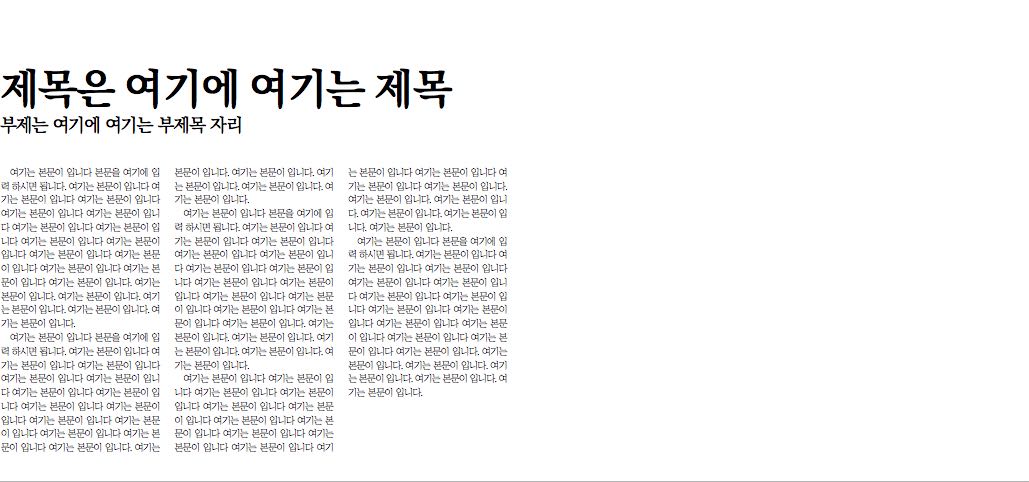 제목은 여기에 여기는 제목
부제는 여기에 여기는 부제목 자리
여기는 본문이 입니다 본문을 여기에 입
력 하시면 됩니다. 여기는 본문이 입니다 여
기는 본문이 입니다 여기는 본문이 입니다
여기는 본문이 입니다 여기는 본문이 입니
다 여기는 본문이 입니다 여기는 본문이 입
니다 여기는 본문이 입니다 여기는 본문이
입니다 여기는 본문이 입니다 여기는 본문
이 입니다 여기는 본문이 입니다 여기는 본
문이 입니다 여기는 본문이 입니다. 여기는
본문이 입니다. 여기는 본문이 입니다. 여기
는 본문이 입니다. 여기는 본문이 입니다. 여
기는 본문이 입니다.
여기는 본문이 입니다 본문을 여기에 입
력 하시면 됩니다. 여기는 본문이 입니다 여
기는 본문이 입니다 여기는 본문이 입니다
여기는 본문이 입니다 여기는 본문이 입니
다 여기는 본문이 입니다 여기는 본문이 입
니다 여기는 본문이 입니다 여기는 본문이
입니다 여기는 본문이 입니다 여기는 본문
이 입니다 여기는 본문이 입니다 여기는 본
문이 입니다 여기는 본문이 입니다. 여기는
본문이 입니다. 여기는 본문이 입니다. 여기
는 본문이 입니다. 여기는 본문이 입니다. 여
기는 본문이 입니다.
여기는 본문이 입니다 본문을 여기에 입
력 하시면 됩니다. 여기는 본문이 입니다 여
기는 본문이 입니다 여기는 본문이 입니다
여기는 본문이 입니다 여기는 본문이 입니
다 여기는 본문이 입니다 여기는 본문이 입
니다 여기는 본문이 입니다 여기는 본문이
입니다 여기는 본문이 입니다 여기는 본문
이 입니다 여기는 본문이 입니다 여기는 본
문이 입니다 여기는 본문이 입니다. 여기는
본문이 입니다. 여기는 본문이 입니다. 여기
는 본문이 입니다. 여기는 본문이 입니다. 여
기는 본문이 입니다.
여기는 본문이 입니다 여기는 본문이 입
니다 여기는 본문이 입니다 여기는 본문이
입니다 여기는 본문이 입니다 여기는 본문
이 입니다 여기는 본문이 입니다 여기는 본
문이 입니다 여기는 본문이 입니다 여기는
본문이 입니다 여기는 본문이 입니다 여기
는 본문이 입니다 여기는 본문이 입니다 여
기는 본문이 입니다 여기는 본문이 입니다.
여기는 본문이 입니다. 여기는 본문이 입니
다. 여기는 본문이 입니다. 여기는 본문이 입
니다. 여기는 본문이 입니다.
여기는 본문이 입니다 본문을 여기에 입
력 하시면 됩니다. 여기는 본문이 입니다 여
기는 본문이 입니다 여기는 본문이 입니다
여기는 본문이 입니다 여기는 본문이 입니
다 여기는 본문이 입니다 여기는 본문이 입
니다 여기는 본문이 입니다 여기는 본문이
입니다 여기는 본문이 입니다 여기는 본문
이 입니다 여기는 본문이 입니다 여기는 본
문이 입니다 여기는 본문이 입니다. 여기는
본문이 입니다. 여기는 본문이 입니다. 여기
는 본문이 입니다. 여기는 본문이 입니다. 여
기는 본문이 입니다.